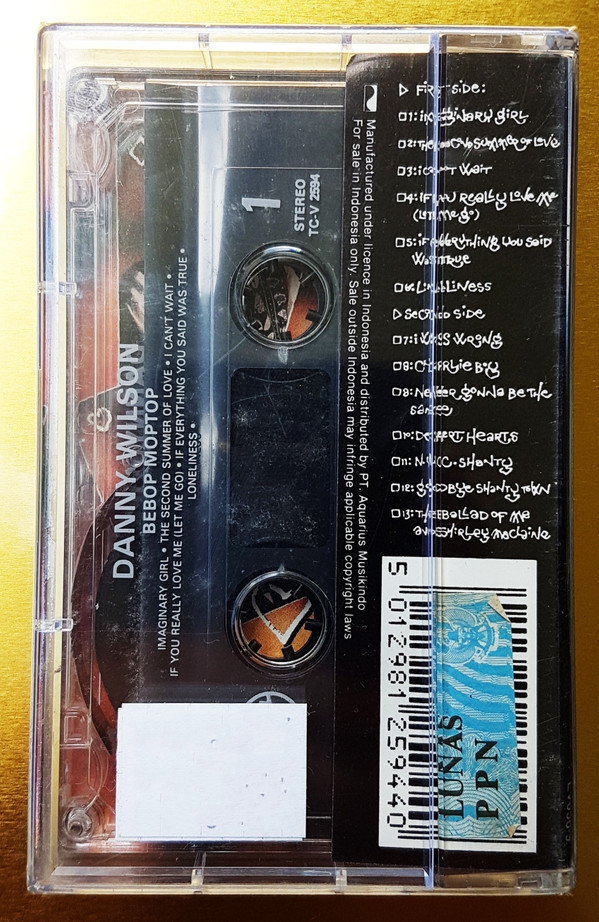 DANNY WILSON
BEBOP MOPTOP
IMAGINARY GIRL • THE SECOND SUMMER OF LOVE • I CAN'T WAIT •
IF YOU REALLY LOVE ME (LET ME GO) • IF EVERYTHING YOU SAID WAS TRUE •
LONELINESS •
1
STEREO
TC-V 2594
Manufactured under licence in Indonesia and distributed by PT. Aquarius Musikindo
For sale in Indonesia only. Sale outside Indonesia may infringe applicable copyright laws
FIRST SIDE:
01: IMAGINARY GIRL
02: THE SECOND SUMMER OF LOVE
03: I CAN'T WAIT
04: IF YOU REALLY LOVE ME
(LET ME GO)
05: IF EVERYTHING YOU SAID
WAS TRUE
06: LONELINESS
SECOND SIDE
07: I WAS WRONG
08: CHARLIE BOY
09: NEVER GONNA BE THE
SAME
10: DESERT HEARTS
11: N.Y.C. SHANTY
12: GOODBYE SHANTY TOWN
13: THE BALLAD OF ME
AND SHIRLEY MACLAINE
5 012981 259440
LUNAS
PPN